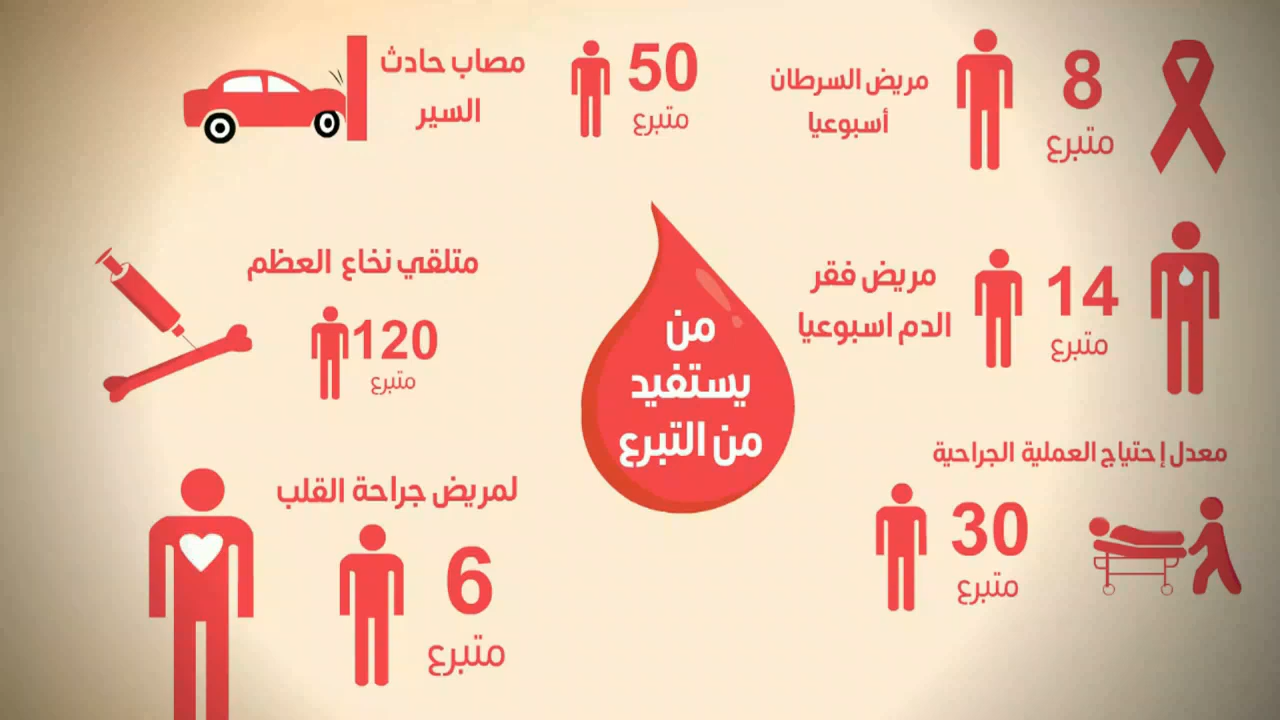 8
متبرع
مريض السرطان
أسبوعيا
50
متبرع
مصاب حادث
السير
14
متبرع
مريض فقر
الدم اسبوعيا
من
يستفيد
من التبرع
متلقي نخاع العظم
120
متبرع
معدل إحتياج العملية الجراحية
30
متبرع
لمريض جراحة القلب
6
متبرع